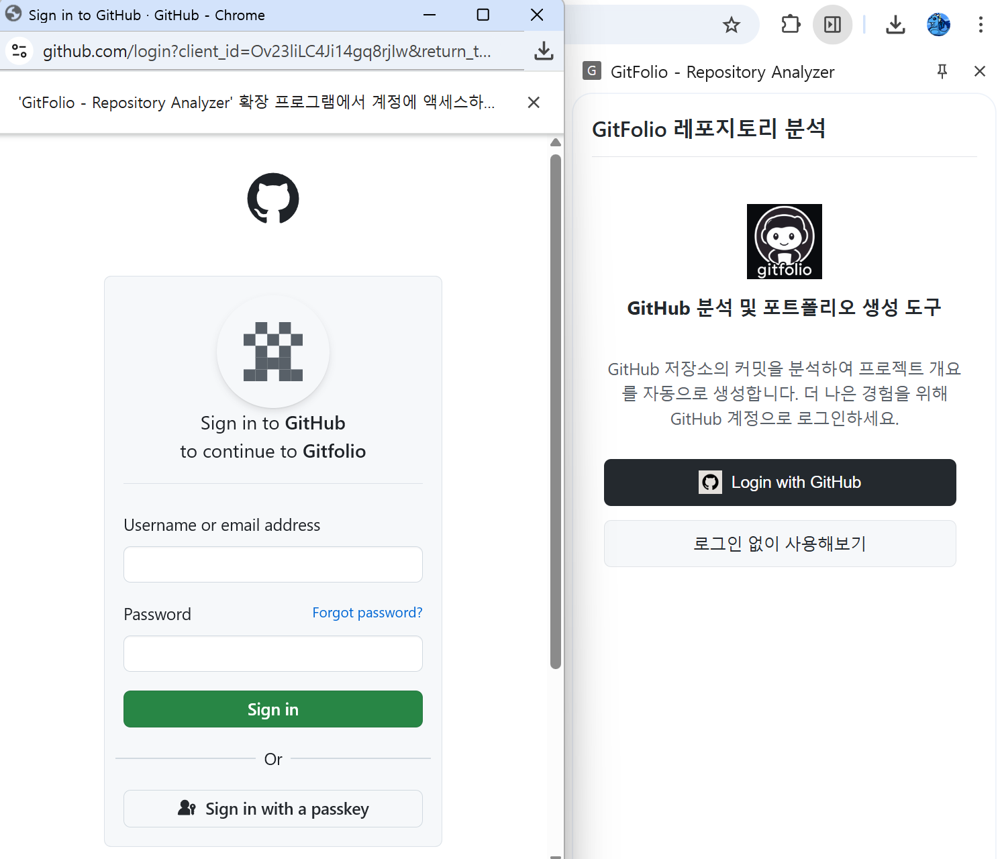 Sign in to GitHub · GitHub - Chrome
github.com/login?client_id=Ov23liLC4Ji14gq8rjIw&return_t...
'GitFolio - Repository Analyzer' 확장 프로그램에서 계정에 액세스하...
Sign in to GitHub
to continue to Gitfolio
Username or email address
Password
Forgot password?
Sign in
Or
Sign in with a passkey
G
GitFolio - Repository Analyzer
GitFolio 레포지토리 분석
gitfolio
GitHub 분석 및 포트폴리오 생성 도구
GitHub 저장소의 커밋을 분석하여 프로젝트 개요
를 자동으로 생성합니다. 더 나은 경험을 위해
GitHub 계정으로 로그인하세요.
Login with GitHub
로그인 없이 사용해보기